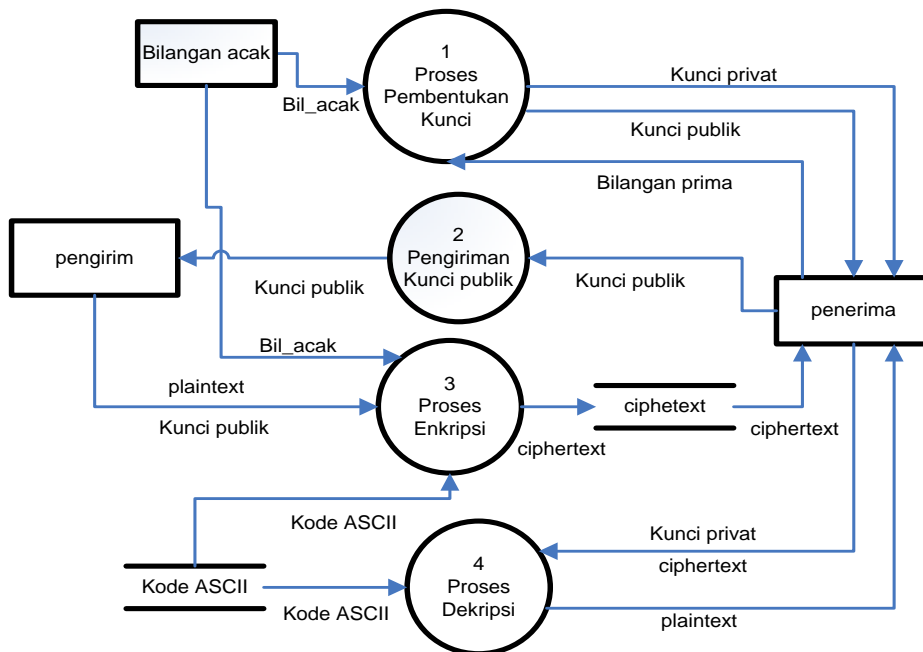 Bilangan acak
Bil_acak
1
Proses
Pembentukan
Kunci
Kunci privat
Kunci publik
Bilangan prima
pengirim
Kunci publik
2
Pengiriman
Kunci publik
Kunci publik
penerima
Bil_acak
plaintext
Kunci publik
3
Proses
Enkripsi
ciphertext
ciphetext
ciphertext
Kode ASCII
Kode ASCII
Kode ASCII
4
Proses
Dekripsi
Kunci privat
ciphertext
plaintext